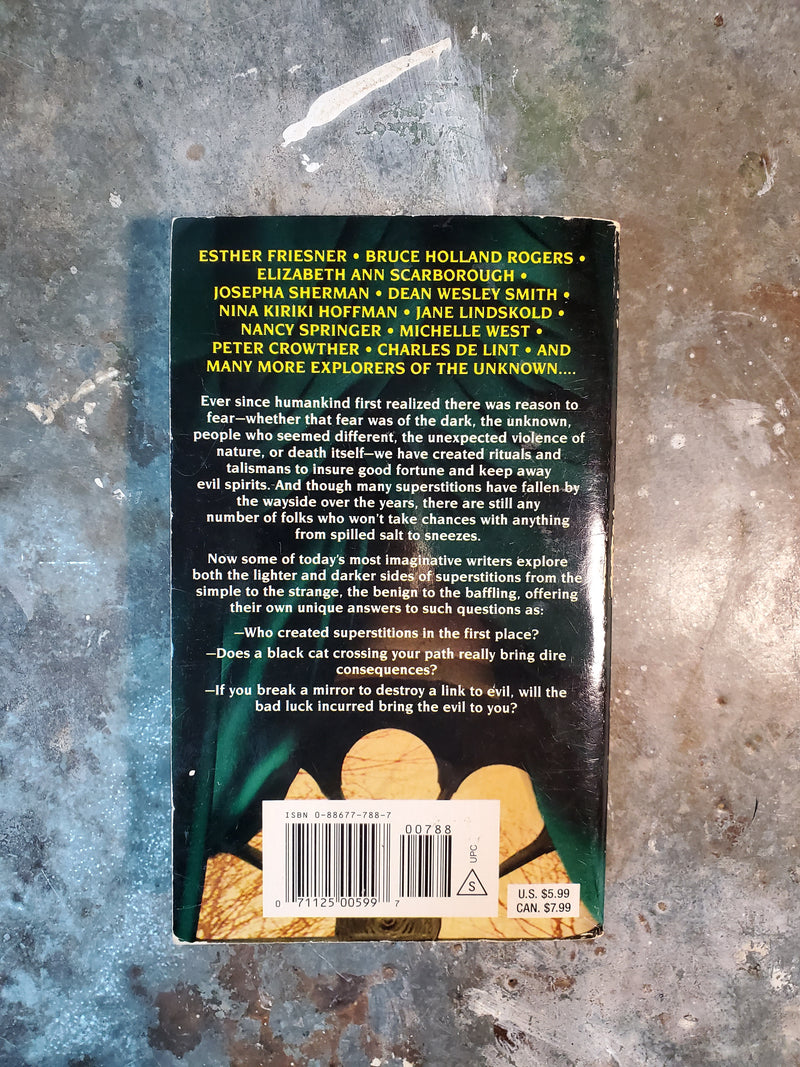 ESTHER FRIESNER • BRUCE HOLLAND ROGERS •
ELIZABETH ANN SCARBOROUGH •
JOSEPHA SHERMAN • DEAN WESLEY SMITH •
NINA KIRIKI HOFFMAN • JANE LINDSKOLD •
NANCY SPRINGER • MICHELLE WEST •
PETER CROWTHER • CHARLES DE LINT • AND
MANY MORE EXPLORERS OF THE UNKNOWN....
Ever since humankind first realized there was reason to
fear—whether that fear was of the dark, the unknown,
people who seemed different, the unexpected violence of
nature, or death itself—we have created rituals and
talismans to insure good fortune and keep away
evil spirits. And though many superstitions have fallen by
the wayside over the years, there are still any
number of folks who won't take chances with anything
from spilled salt to sneezes.
Now some of today's most imaginative writers explore
both the lighter and darker sides of superstitions from the
simple to the strange, the benign to the baffling, offering
their own unique answers to such questions as:
—Who created superstitions in the first place?
—Does a black cat crossing your path really bring dire
consequences?
—If you break a mirror to destroy a link to evil, will the
bad luck incurred bring the evil to you?
ISBN 0-88677-788-7
00788
UPC
S
0 71125 00599 7
U.S. $5.99
CAN. $7.99